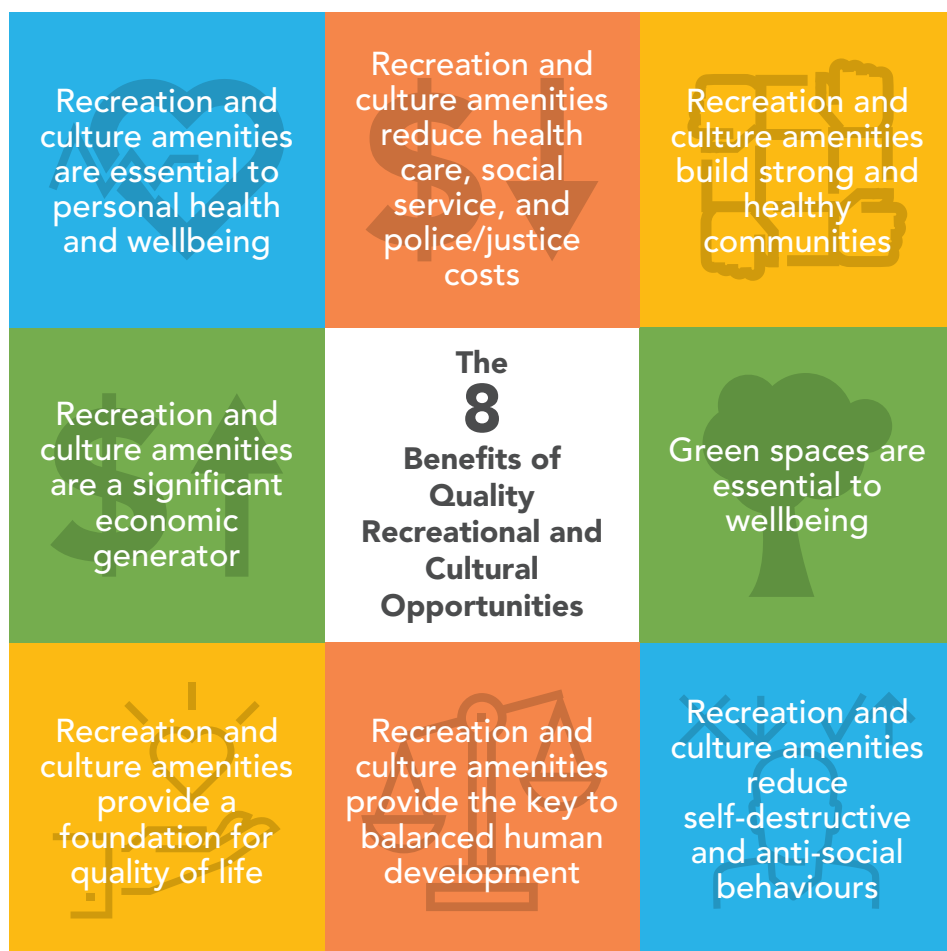 Recreation and
culture amenities
are essential to
personal health
and wellbeing
Recreation and
culture amenities
reduce health
care, social
service, and
police/justice
costs
Recreation and
culture amenities
build strong and
healthy
communities
Recreation and
culture amenities
are a significant
economic
generator
The
8
Benefits of
Quality
Recreational and
Cultural
Opportunities
Green spaces are
essential to
wellbeing
Recreation and
culture amenities
provide a
foundation for
quality of life
Recreation and
culture amenities
provide the key to
balanced human
development
Recreation and
culture amenities
reduce
self-destructive
and anti-social
behaviours